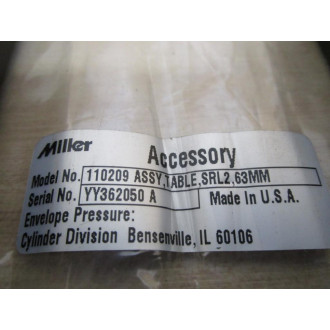 Miller Accessory
Model No. 110209 ASSY,TABLE,SRL2,63MM
Serial No. YY362050 A Made in U.S.A.
Envelope Pressure:
Cylinder Division Bensenville, IL 60106